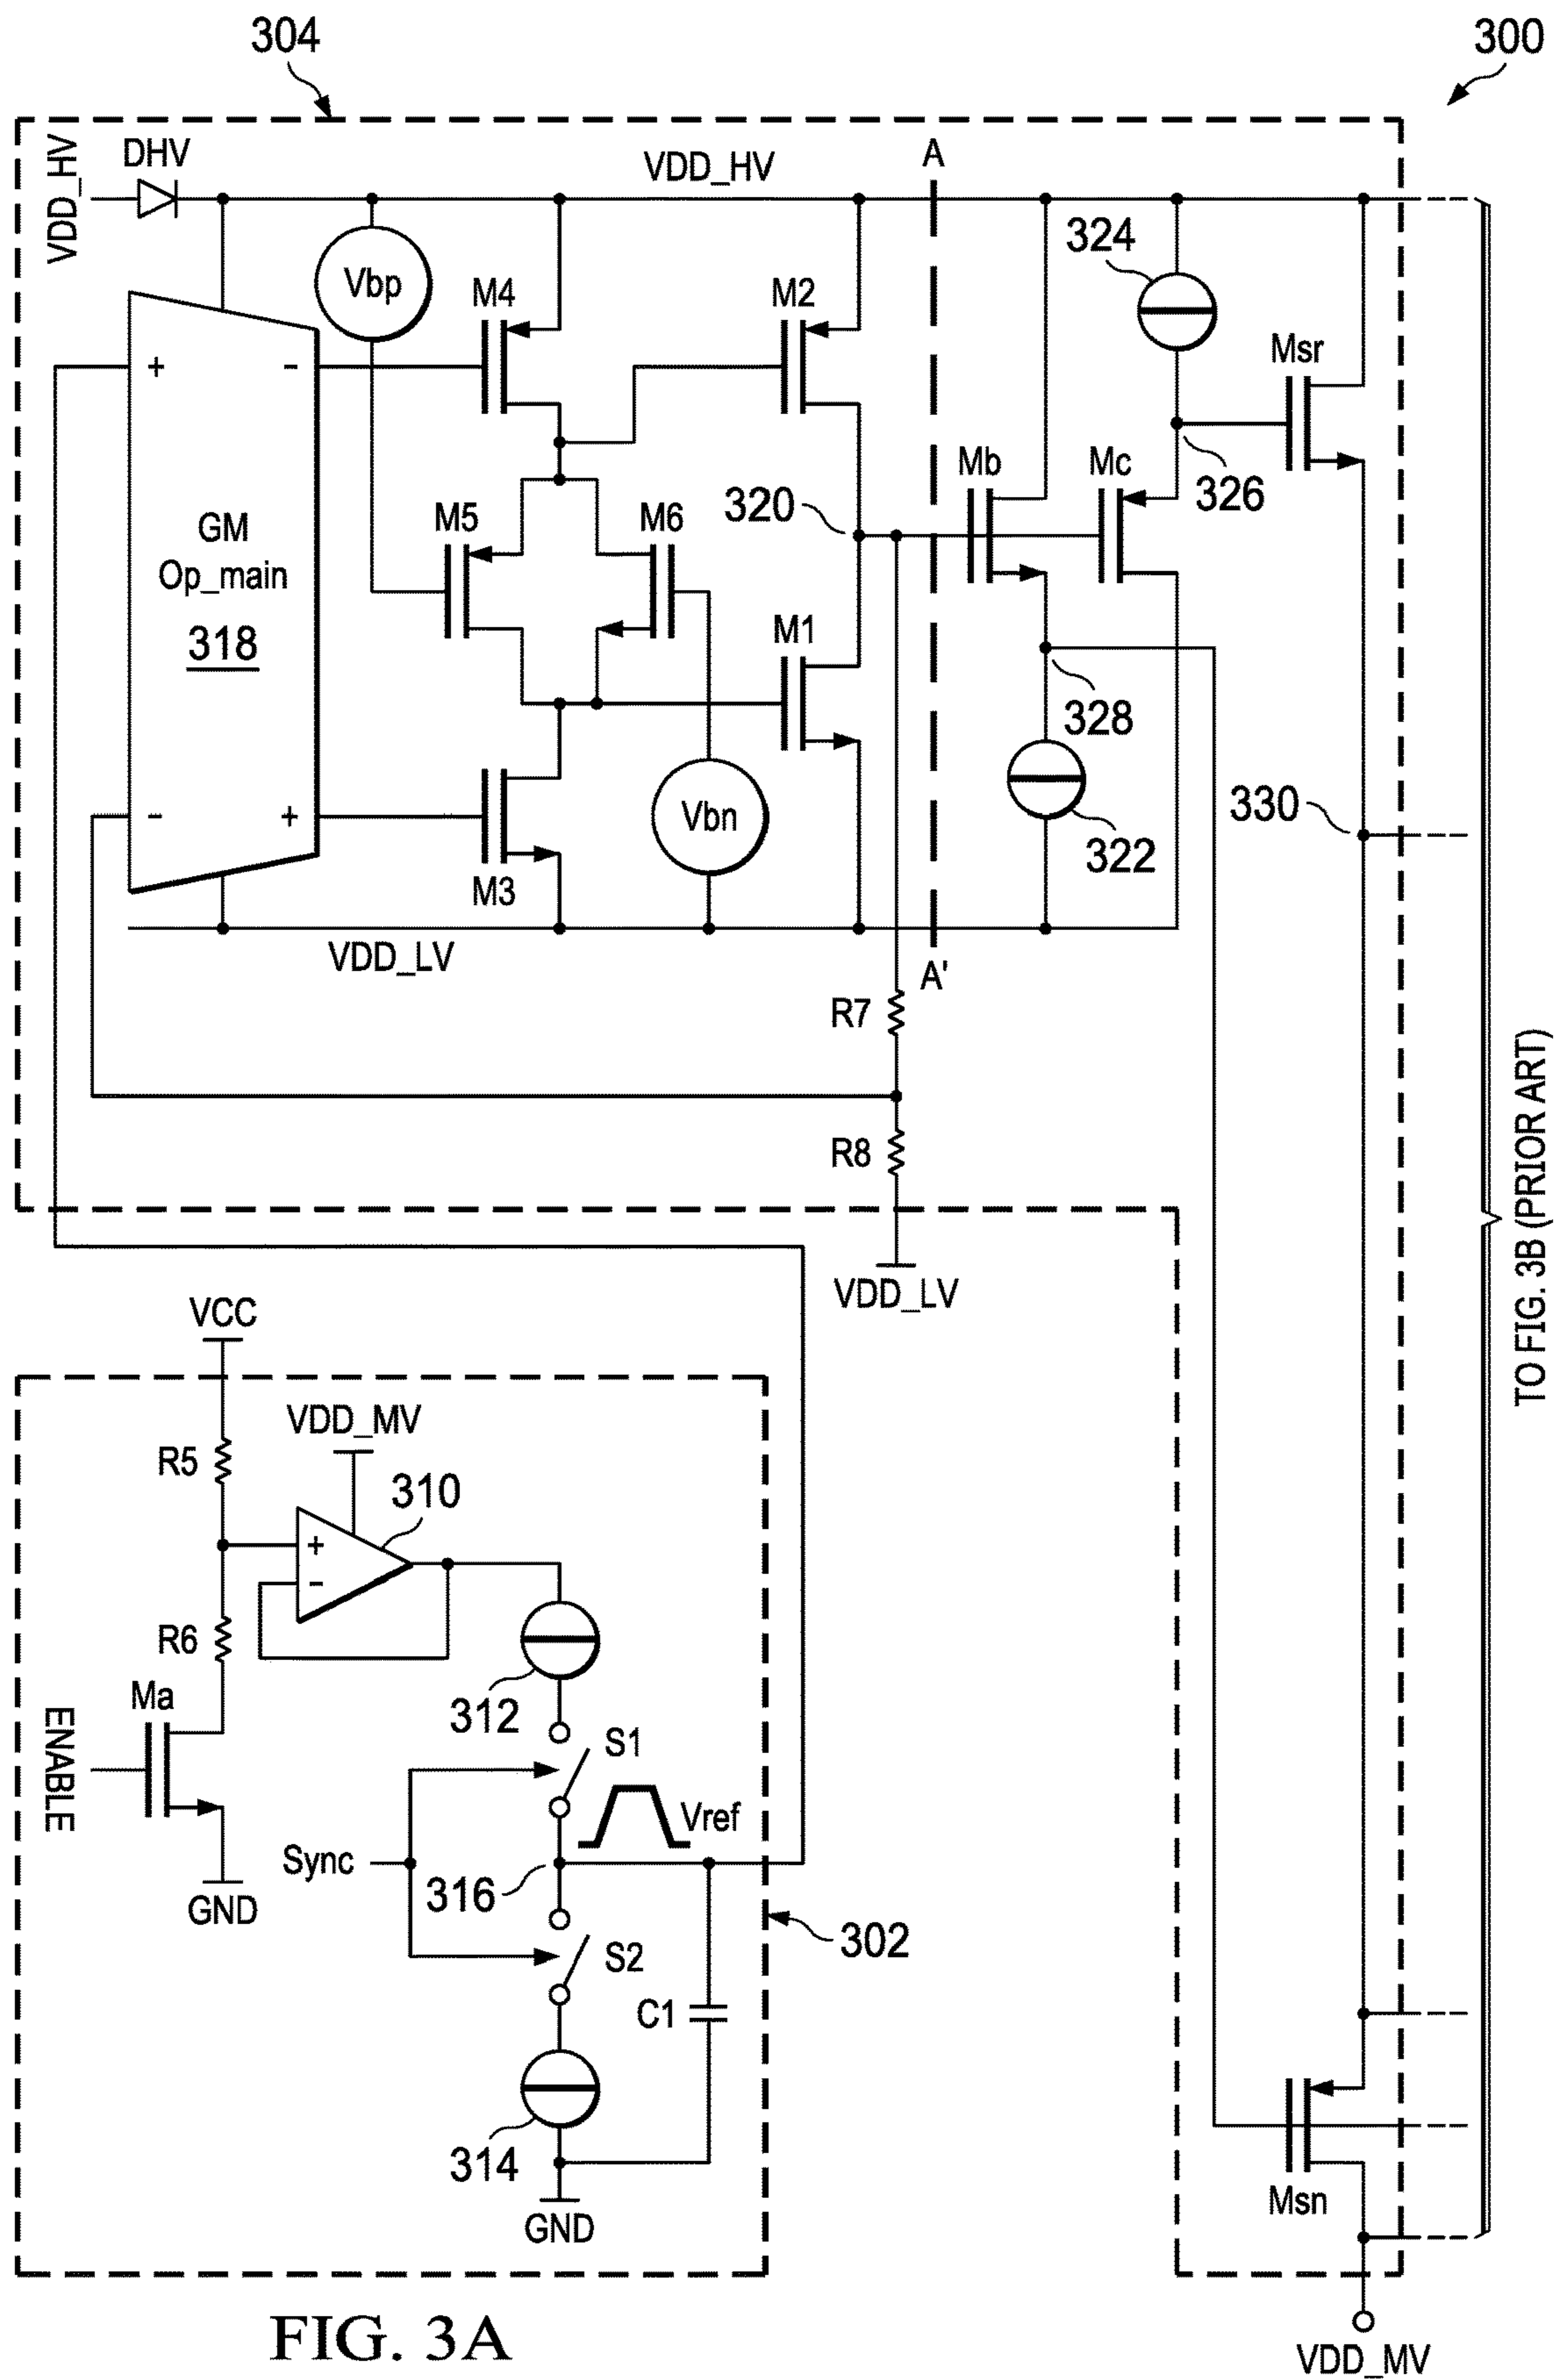 304
300
VDD_HV
DHV
VDD_HV
A
324
Vbp
M4
M2
Msr
+
-
Mb
Mc
326
320
GM
Op_main
318
M5
M6
M1
328
330
Vbn
322
-
+
M3
VDD_LV
A'
R7
R8
VDD_LV
TO FIG. 3B (PRIOR ART)
VCC
VDD_MV
R5
310
+
-
R6
312
Ma
ENABLE
S1
Vref
Sync
316
GND
302
S2
C1
314
GND
Msn
FIG. 3A
VDD_MV